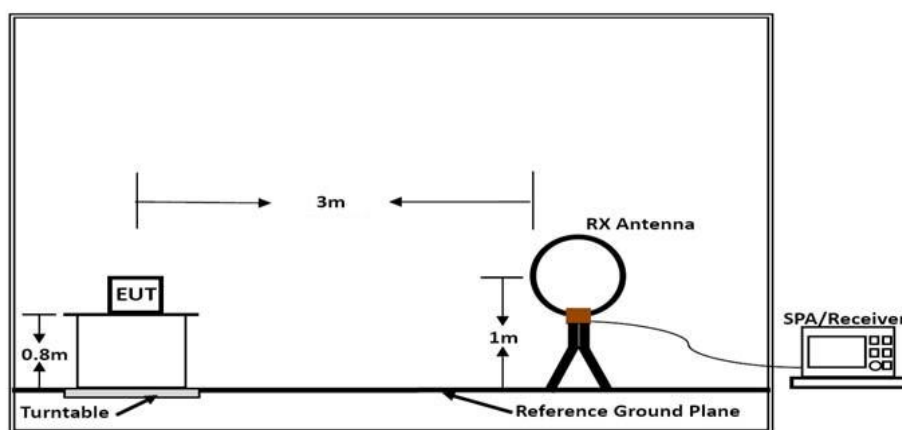 3m
RX Antenna
EUT
SPA/Receiver
0.8m
1m
Turntable
Reference Ground Plane